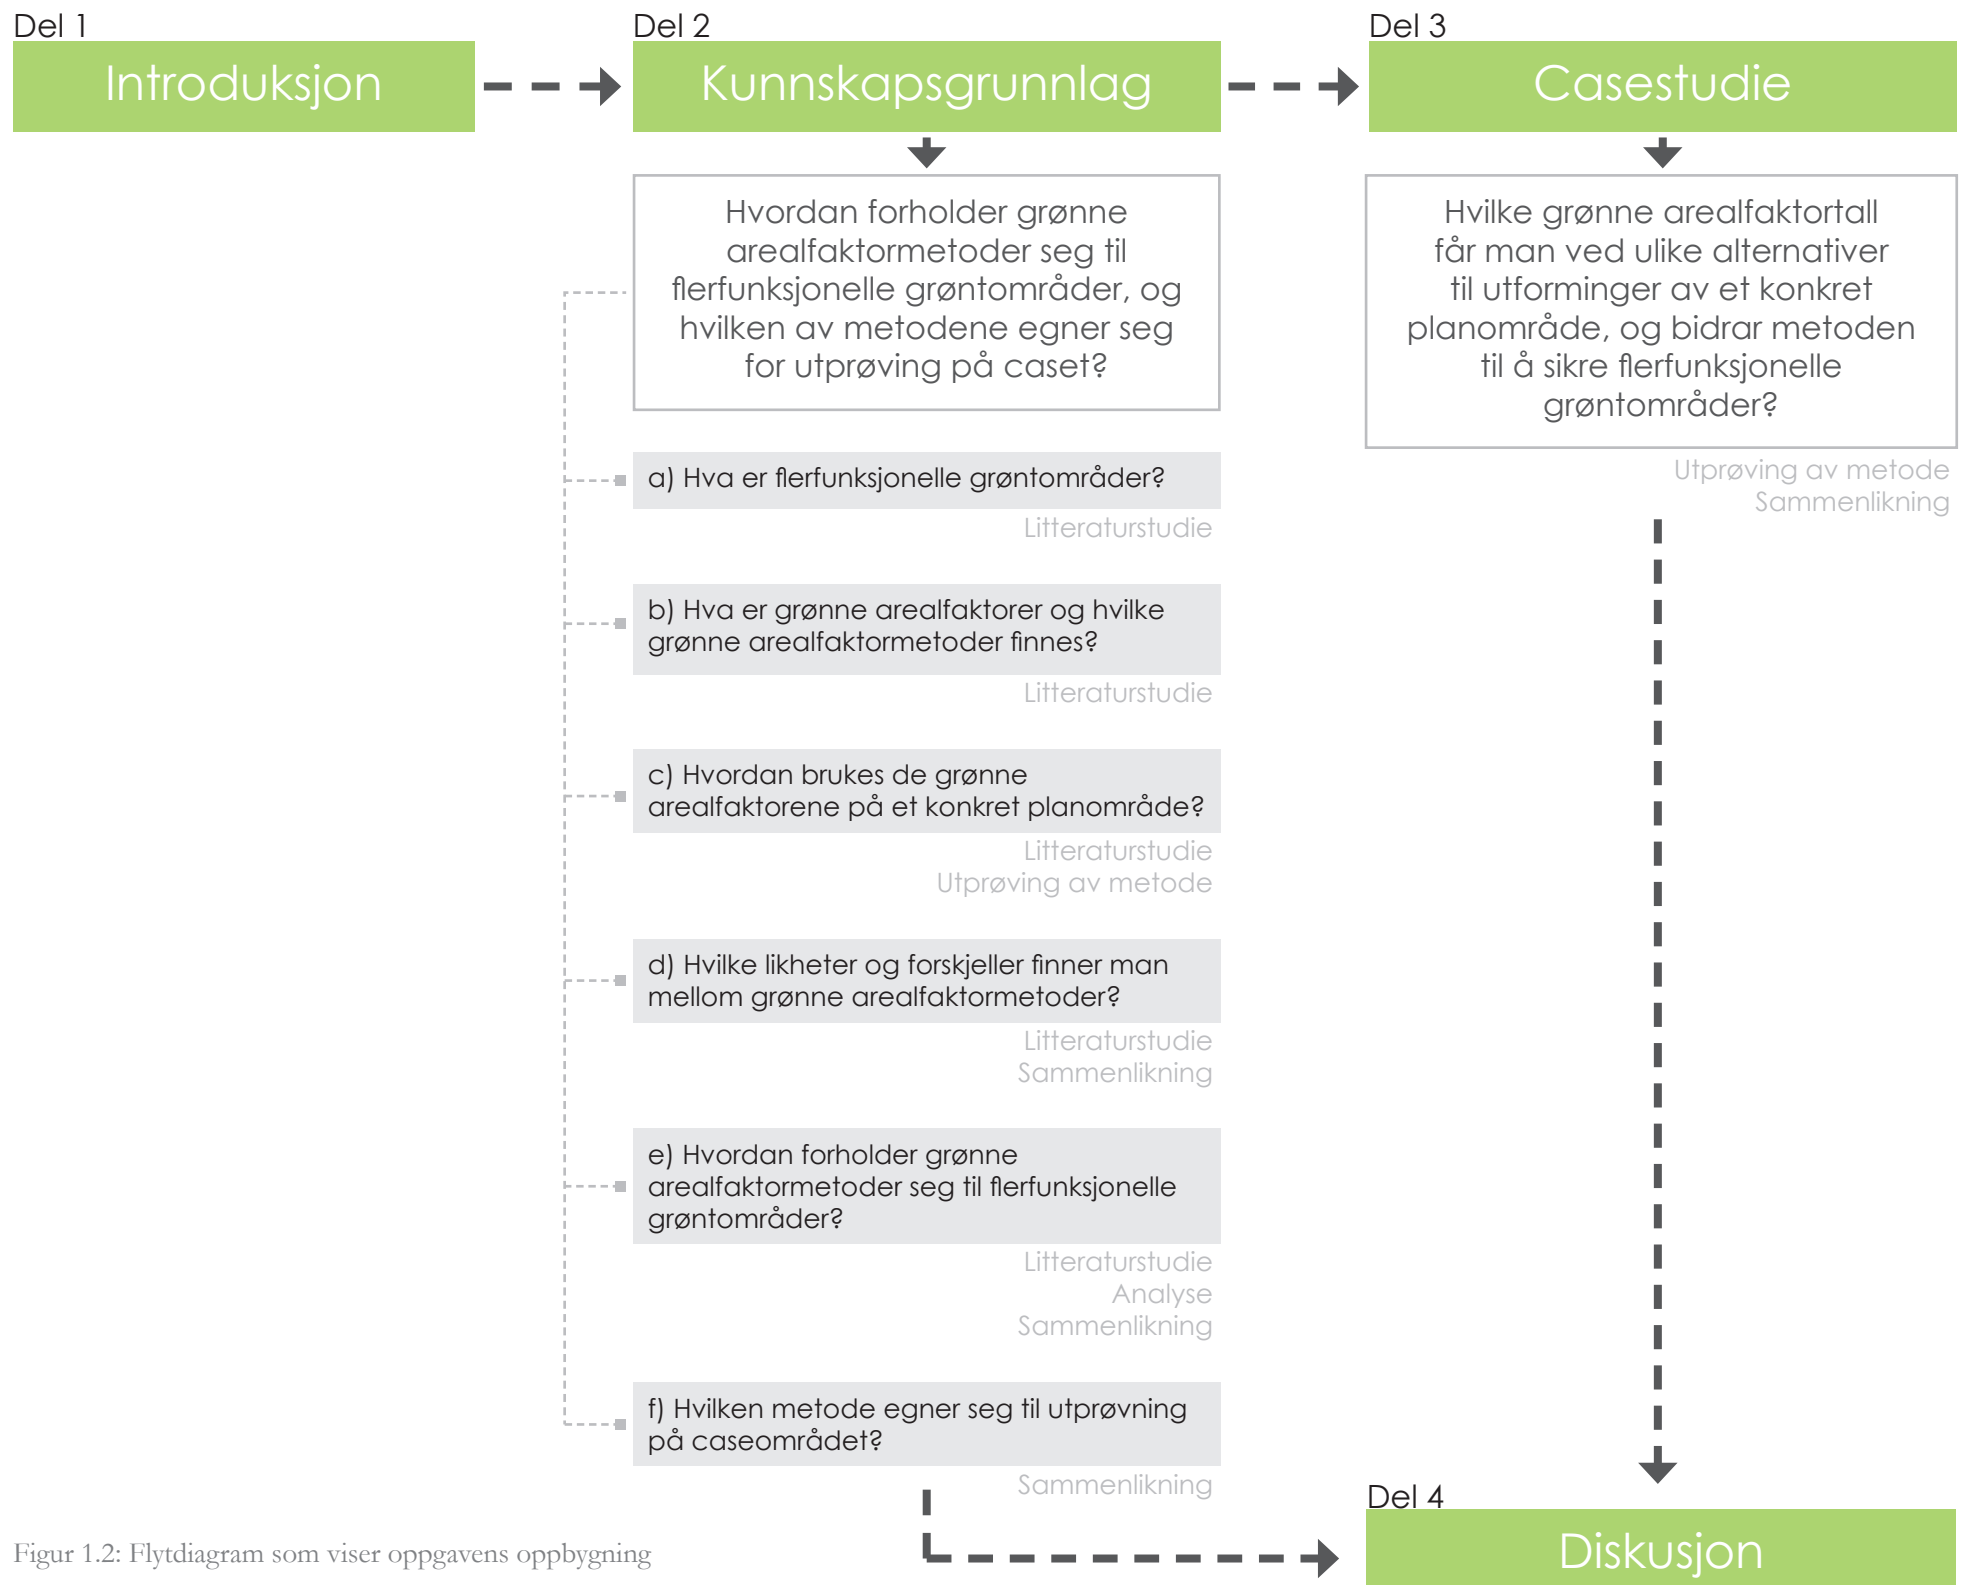 Del 1
Introduksjon
Del 2
Kunnskapsgrunnlag
Hvordan forholder grønne
arealfaktormetoder seg til
flerfunksjonelle grøntområder, og
hvilken av metodene egner seg
for utprøving på caset?
a) Hva er flerfunksjonelle grøntområder?
Litteraturstudie
b) Hva er grønne arealfaktorer og hvilke
grønne arealfaktormetoder finnes?
Litteraturstudie
c) Hvordan brukes de grønne
arealfaktorene på et konkret planområde?
Litteraturstudie
Utprøving av metode
d) Hvilke likheter og forskjeller finner man
mellom grønne arealfaktormetoder?
Litteraturstudie
Sammenlikning
e) Hvordan forholder grønne
arealfaktormetoder seg til flerfunksjonelle
grøntområder?
Litteraturstudie
Analyse
Sammenlikning
f) Hvilken metode egner seg til utprøvning
på caseområdet?
Sammenlikning
Del 3
Casestudie
Hvilke grønne arealfaktortall
får man ved ulike alternativer
til utforminger av et konkret
planområde, og bidrar metoden
til å sikre flerfunksjonelle
grøntområder?
Utprøving av metode
Sammenlikning
Del 4
Diskusjon
Figur 1.2: Flytdiagram som viser oppgavens oppbygning